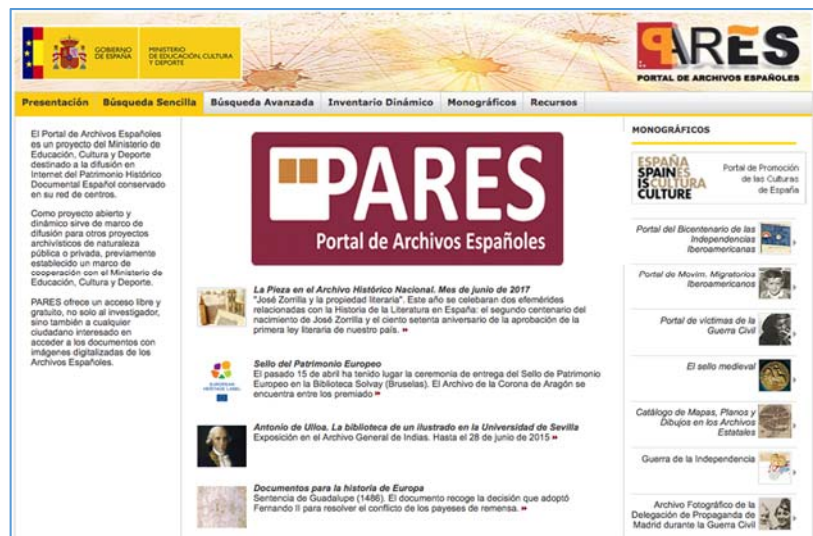 GOBIERNO
DE ESPAÑA
MINISTERIO
DE EDUCACIÓN, CULTURA
Y DEPORTE
PARES
PORTAL DE ARCHIVOS ESPAÑOLES
Presentación Búsqueda Sencilla Búsqueda Avanzada Inventario Dinámico Monográficos Recursos
El Portal de Archivos Españoles
es un proyecto del Ministerio de
Educación, Cultura y Deporte
destinado a la difusión en
Internet del Patrimonio Histórico
Documental Español conservado
en su red de centros.
Como proyecto abierto y
dinámico sirve de marco de
difusión para otros proyectos
archivísticos de naturaleza
pública o privada, previamente
establecido un marco de
cooperación con el Ministerio de
Educación, Cultura y Deporte.
PARES ofrece un acceso libre y
gratuito, no solo al investigador,
sino también a cualquier
ciudadano interesado en
acceder a los documentos con
imágenes digitalizadas de los
Archivos Españoles.
PARES
Portal de Archivos Españoles
La Pieza en el Archivo Histórico Nacional. Mes de junio de 2017
"José Zorrilla y la propiedad literaria". Este año se celebraran dos efemérides
relacionadas con la Historia de la Literatura en España: el segundo centenario del
nacimiento de José Zorrilla y el ciento setenta aniversario de la aprobación de la
primera ley literaria de nuestro país. »
EUROPEAN
HERITAGE LABEL
Sello del Patrimonio Europeo
El pasado 15 de abril ha tenido lugar la ceremonia de entrega del Sello de Patrimonio
Europeo en la Biblioteca Solvay (Bruselas). El Archivo de la Corona de Aragón se
encuentra entre los premiado »
Antonio de Ulloa. La biblioteca de un ilustrado en la Universidad de Sevilla
Exposición en el Archivo General de Indias. Hasta el 28 de junio de 2015 »
Documentos para la historia de Europa
Sentencia de Guadalupe (1486). El documento recoge la decisión que adoptó
Fernando II para resolver el conflicto de los payeses de remensa. »
MONOGRÁFICOS
ESPAÑA
SPAIN ES
IS CULTURA
CULTURE
Portal de Promoción
de las Culturas
de España
Portal del Bicentenario de las
Independencias
Iberoamericanas
Portal de Movim. Migratorios
Iberoamericanos
Portal de víctimas de la
Guerra Civil
El sello medieval
Catálogo de Mapas, Planos y
Dibujos en los Archivos
Estatales
Guerra de la Independencia
Archivo Fotográfico de la
Delegación de Propaganda de
Madrid durante la Guerra Civil